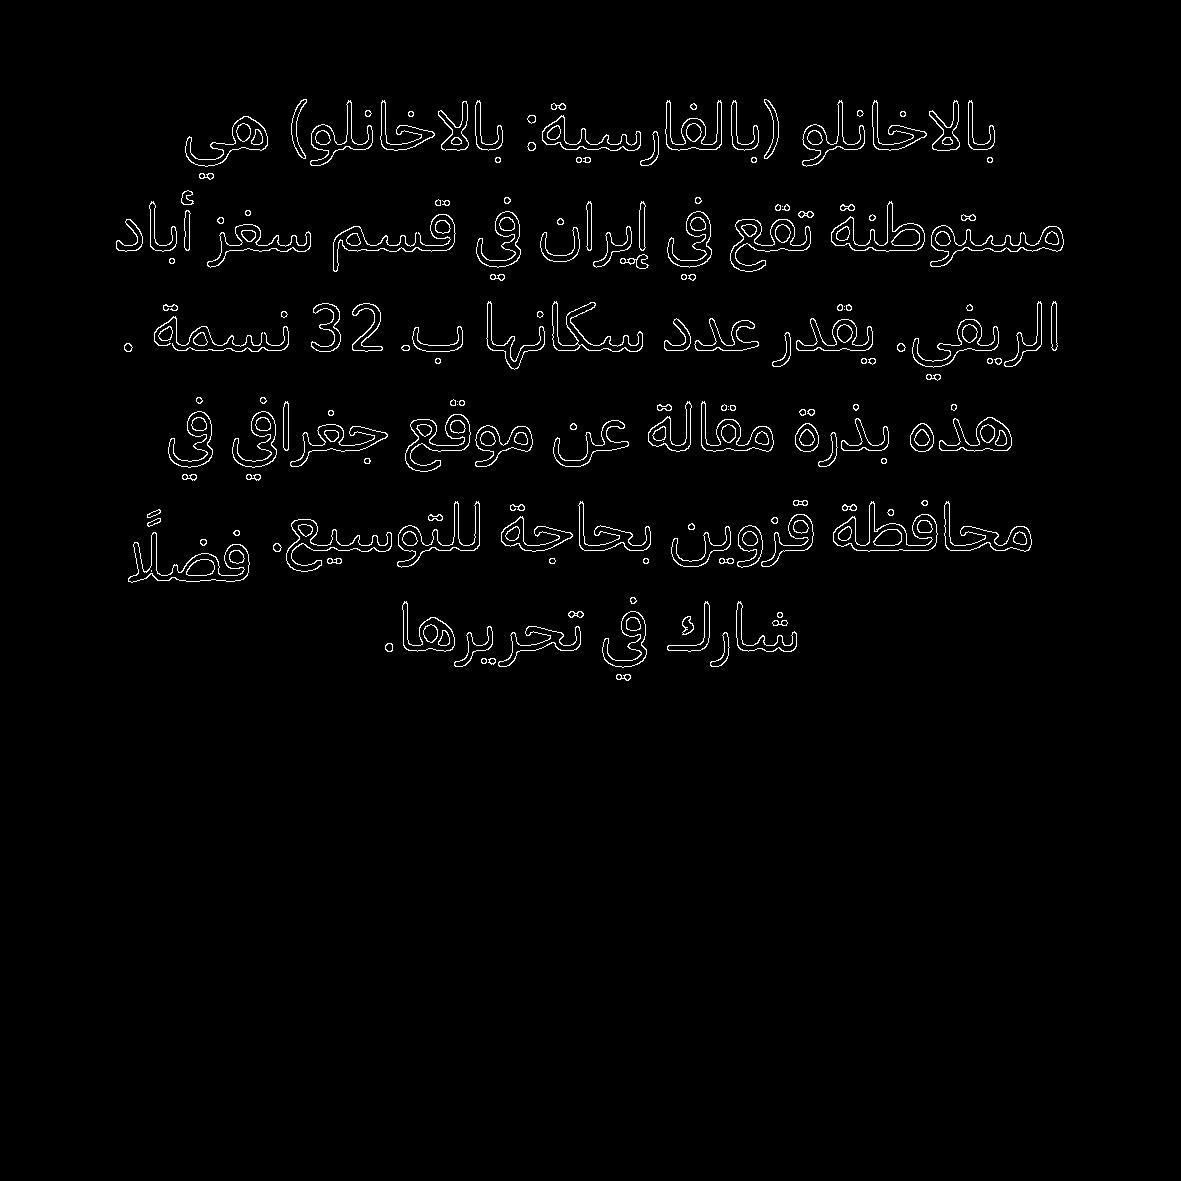 بالاخانلو (بالفارسية: بالاخانلو) هي
مستوطنة تقع في إيران في قسم سغز أباد
الريفي. يقدر عدد سكانها ب. 32 نسمة .
هذه بذرة مقالة عن موقع جغرافي في
محافظة قزوين بحاجة للتوسيع. فضلًا
شارك في تحريرها.